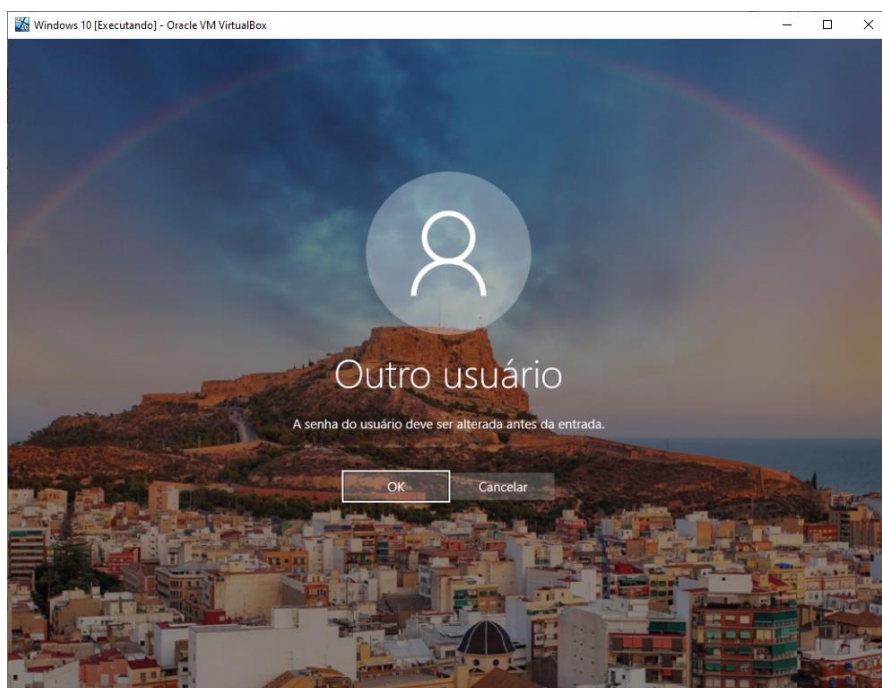 Windows 10 [Executando] - Oracle VM VirtualBox
Outro usuário
A senha do usuário deve ser alterada antes da entrada.
OK
Cancelar